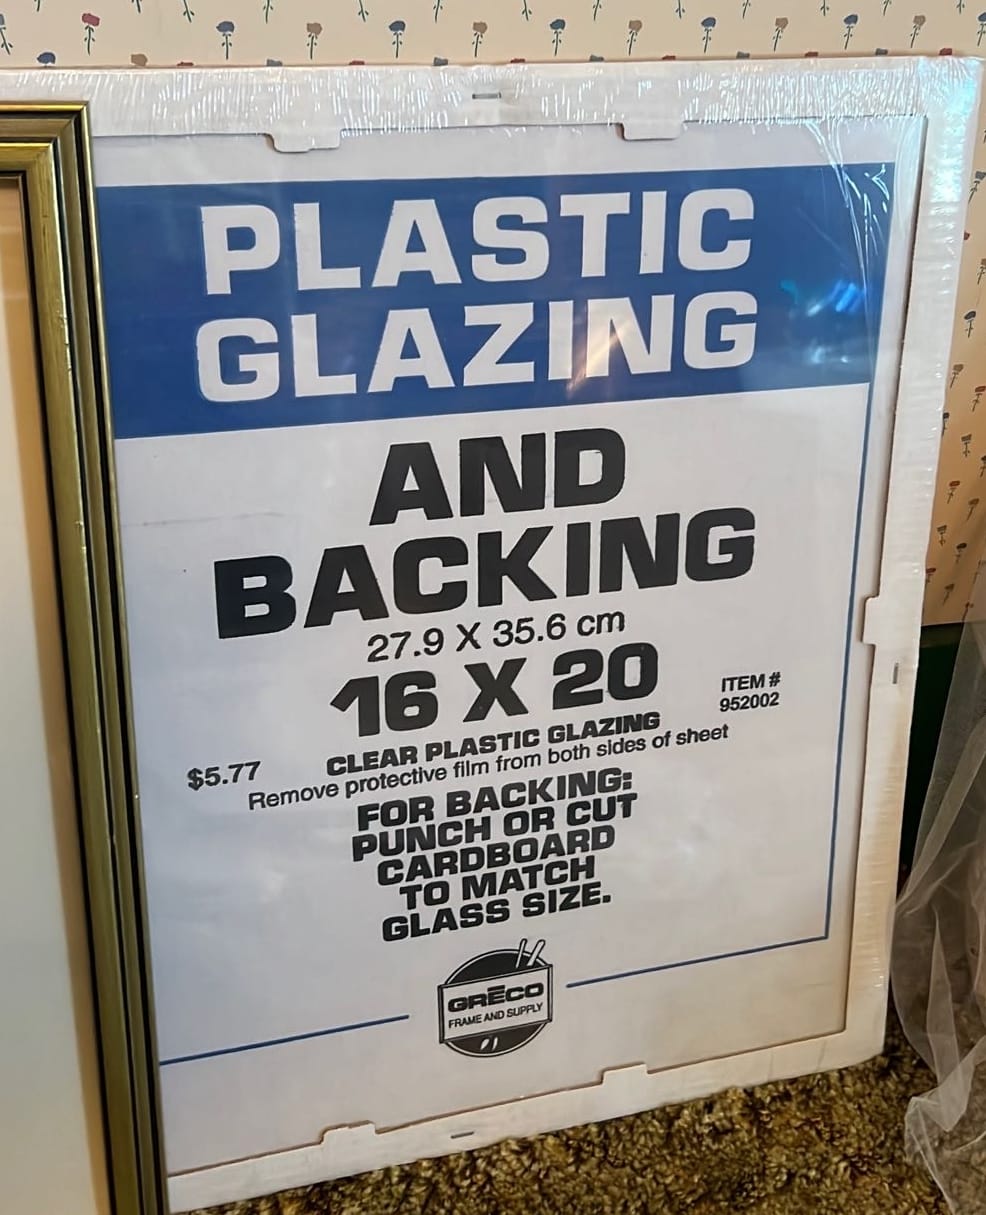 PLASTIC
GLAZING
AND
BACKING
27.9 X 35.6 cm
16 X 20
ITEM #
952002
$5.77
CLEAR PLASTIC GLAZING
Remove protective film from both sides of sheet
FOR BACKING:
PUNCH OR CUT
CARDBOARD
TO MATCH
GLASS SIZE.
GRĒCO
FRAME AND SUPPLY